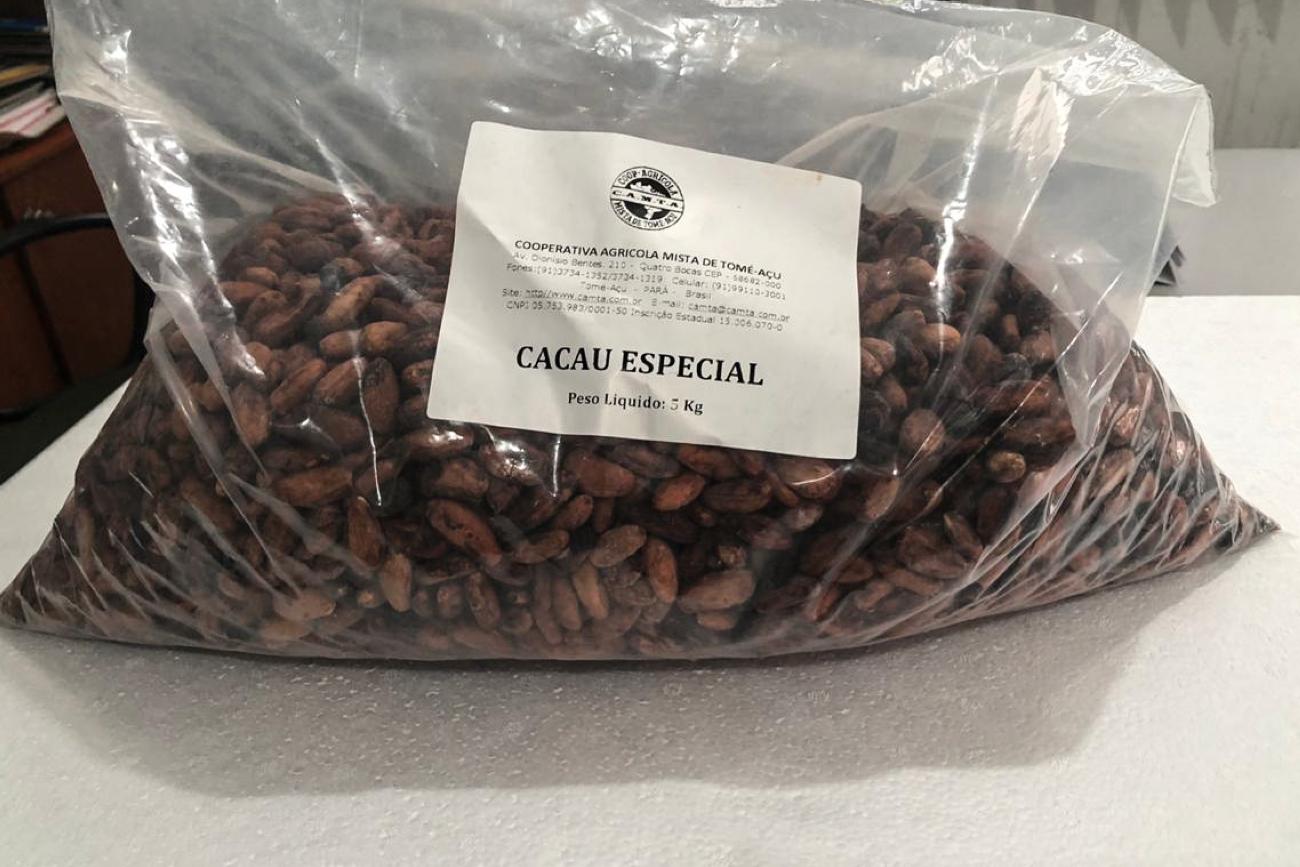 COOP. AGRÍCOLA
CAMTA
MISTA DE TOMÉ-AÇU
COOPERATIVA AGRICOLA MISTA DE TOMÉ-AÇU
Av. Dionísio Bentes, 210 - Quatro Bocas CEP - 68682-000
Fones:(91)3734-1352/3734-1319. Celular: (91)99110-3001
Tomé-Açu - PARÁ - Brasil
Site: http//www.camta.com.br E-mail: camta@camta.com.br
CNPJ 05.753.983/0001-50 Inscrição Estadual 15.006.070-0
CACAU ESPECIAL
Peso Liquido: 5 Kg